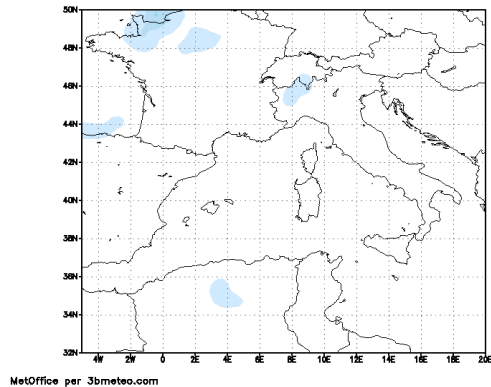 50N
48N
46N
44N
42N
40N
38N
36N
34N
32N
4W 2W 0 2E 4E 6E 8E 10E 12E 14E 16E 18E 20E
MetOffice per 3bmeteo.com